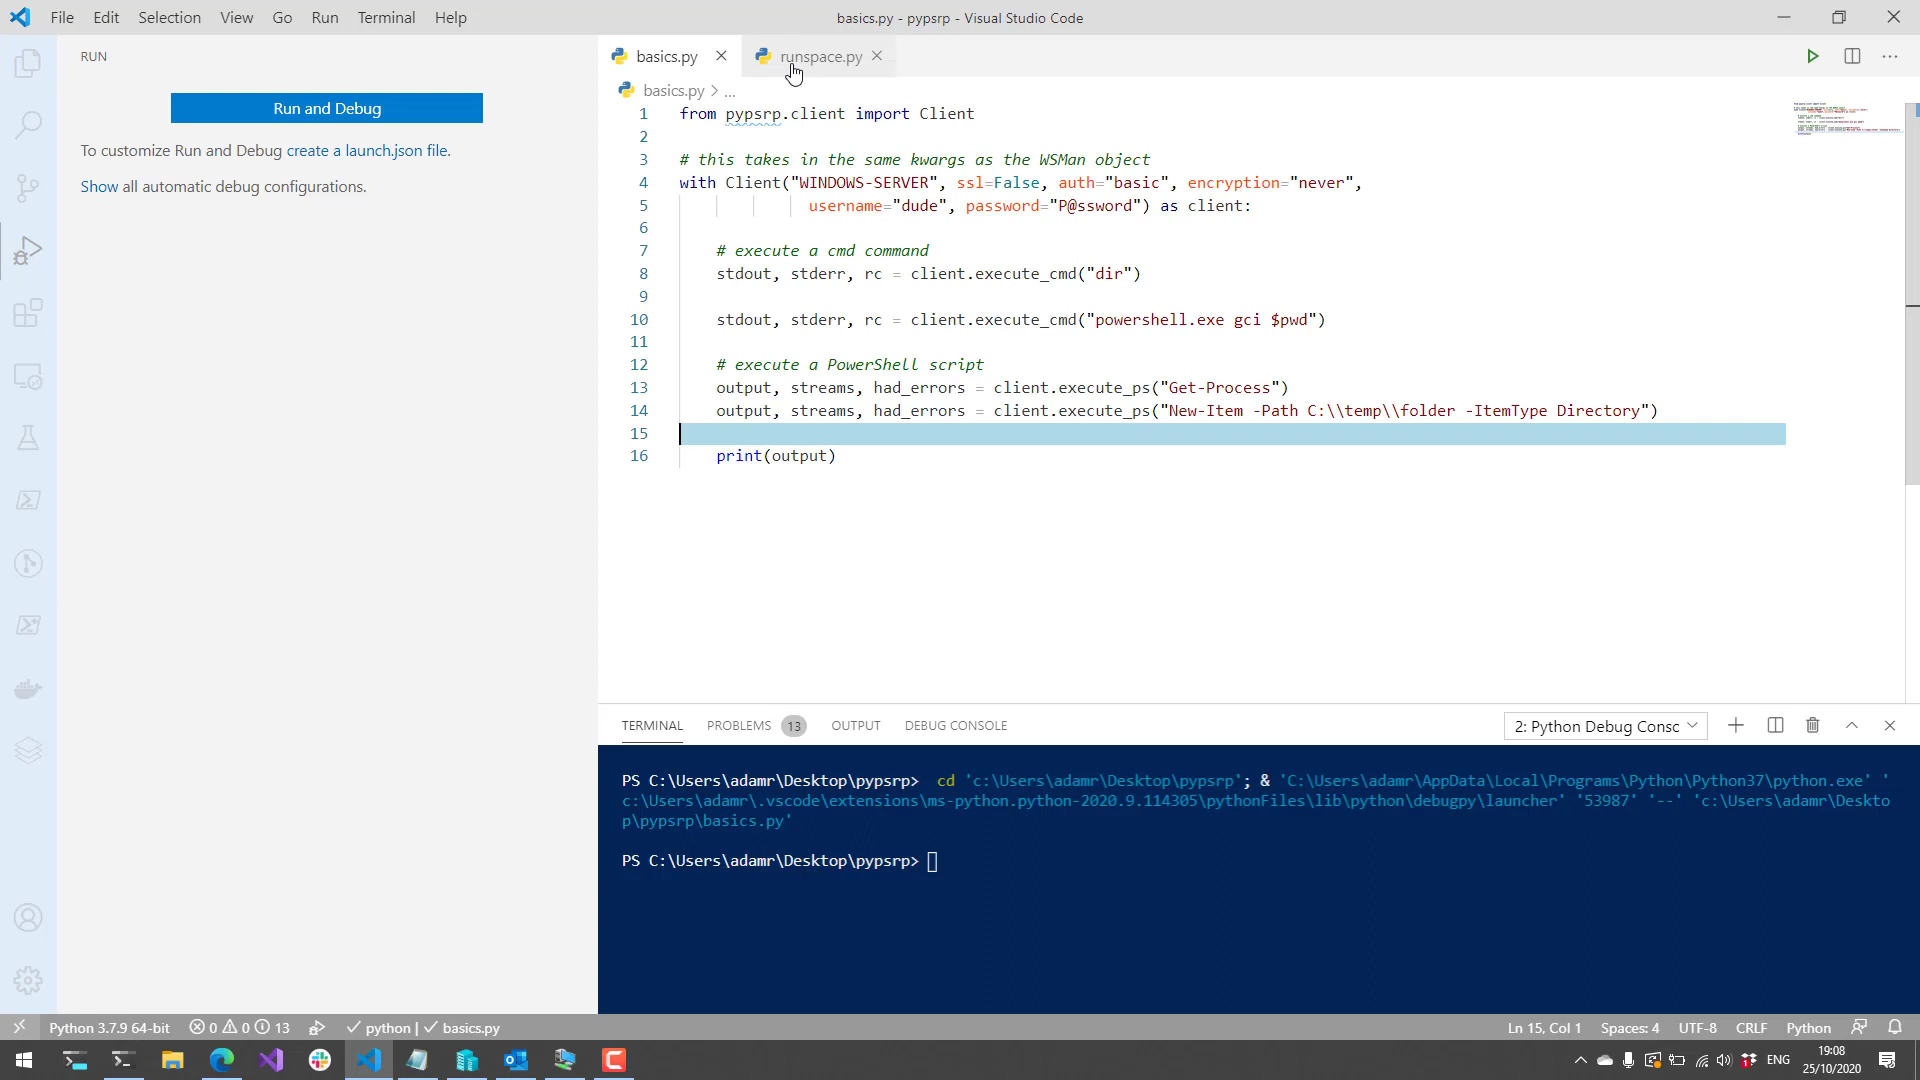 File Edit Selection View Go Run Terminal Help
basics.py - pypsrp - Visual Studio Code
RUN
Run and Debug
To customize Run and Debug create a launch.json file.
Show all automatic debug configurations.
basics.py
runspace.py
basics.py > ...
1 from pypsrp.client import Client
2
3 # this takes in the same kwargs as the WSMan object
4 with Client("WINDOWS-SERVER", ssl=False, auth="basic", encryption="never",
5 username="dude", password="P@ssword") as client:
6
7 # execute a cmd command
8 stdout, stderr, rc = client.execute_cmd("dir")
9
10 stdout, stderr, rc = client.execute_cmd("powershell.exe gci $pwd")
11
12 # execute a PowerShell script
13 output, streams, had_errors = client.execute_ps("Get-Process")
14 output, streams, had_errors = client.execute_ps("New-Item -Path C:\\temp\\folder -ItemType Directory")
15
16 print(output)
TERMINAL PROBLEMS 13 OUTPUT DEBUG CONSOLE
2: Python Debug Consc
PS C:\Users\adamr\Desktop\pypsrp> cd 'c:\Users\adamr\Desktop\pypsrp'; & 'C:\Users\adamr\AppData\Local\Programs\Python\Python37\python.exe' '
c:\Users\adamr\.vscode\extensions\ms-python.python-2020.9.114305\pythonFiles\lib\python\debugpy\launcher' '53987' '--' 'c:\Users\adamr\Deskto
p\pypsrp\basics.py'
PS C:\Users\adamr\Desktop\pypsrp>
Python 3.7.9 64-bit 0 0 13 python | basics.py
Ln 15, Col 1 Spaces: 4 UTF-8 CRLF Python
ENG
19:08
25/10/2020